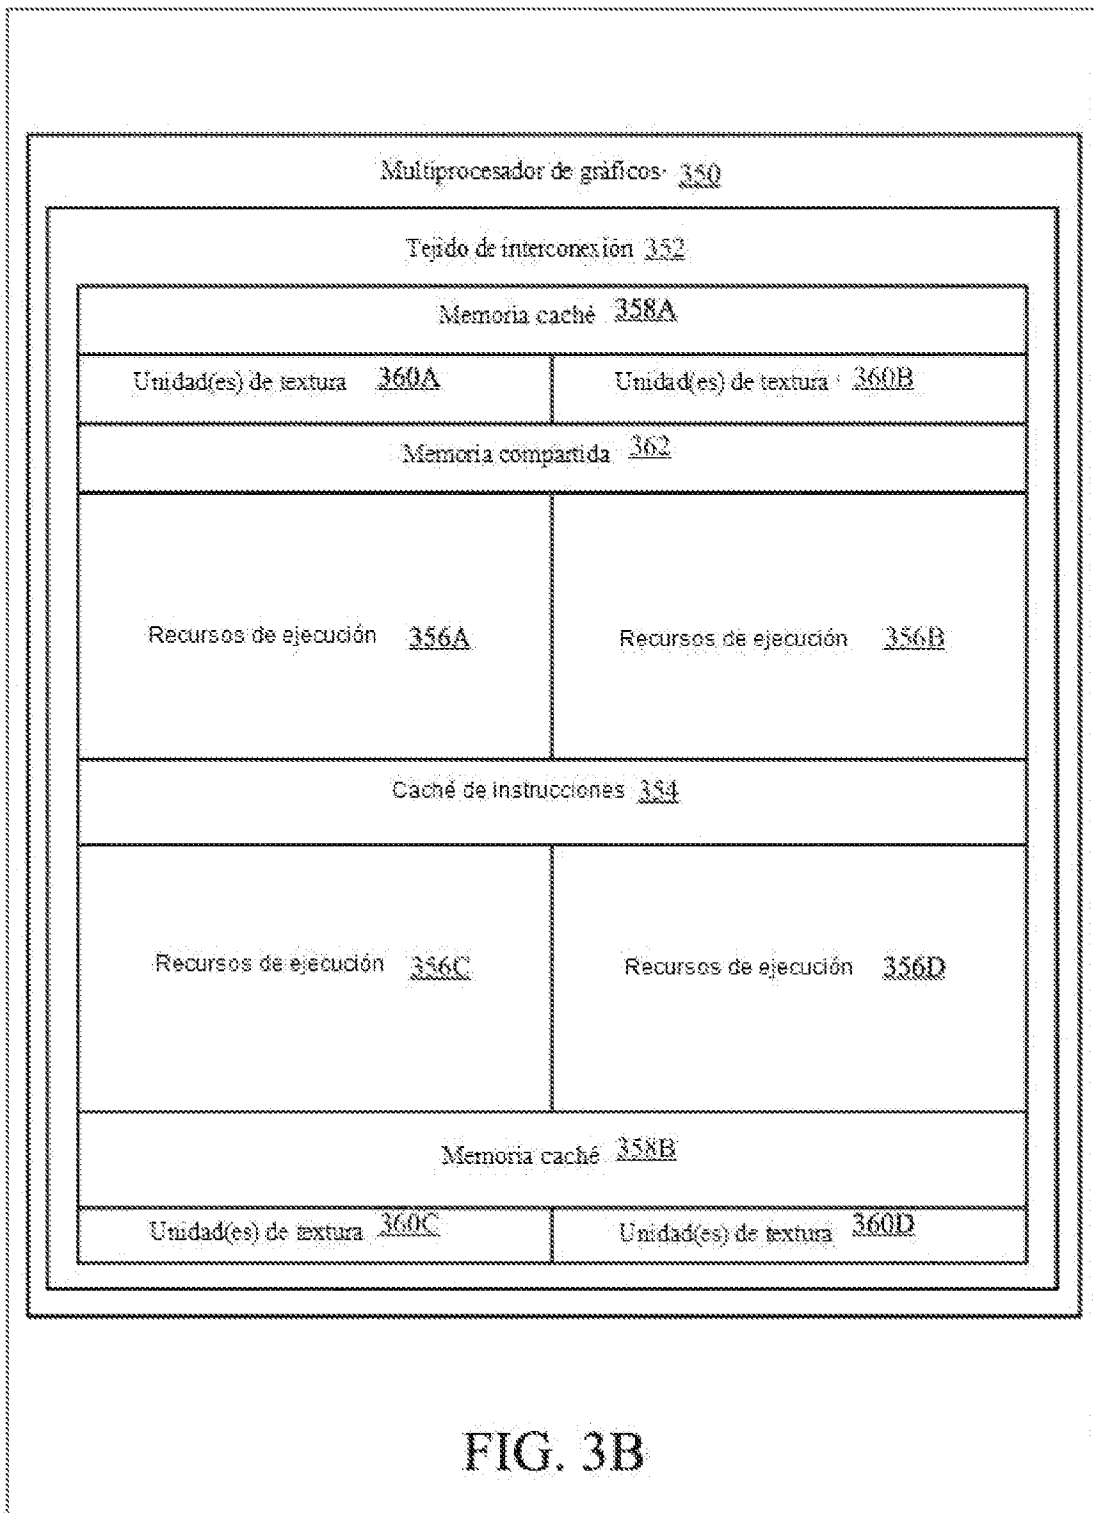 Multiprocesador de gráficos 350
Tejido de interconexión 352
Memoria caché 358A
Unidad(es) de textura 360A
Unidad(es) de textura 360B
Memoria compartida 362
Recursos de ejecución 356A
Recursos de ejecución 356B
Caché de instrucciones 354
Recursos de ejecución 356C
Recursos de ejecución 356D
Memoria caché 358B
Unidad(es) de textura 360C
Unidad(es) de textura 360D
FIG. 3B